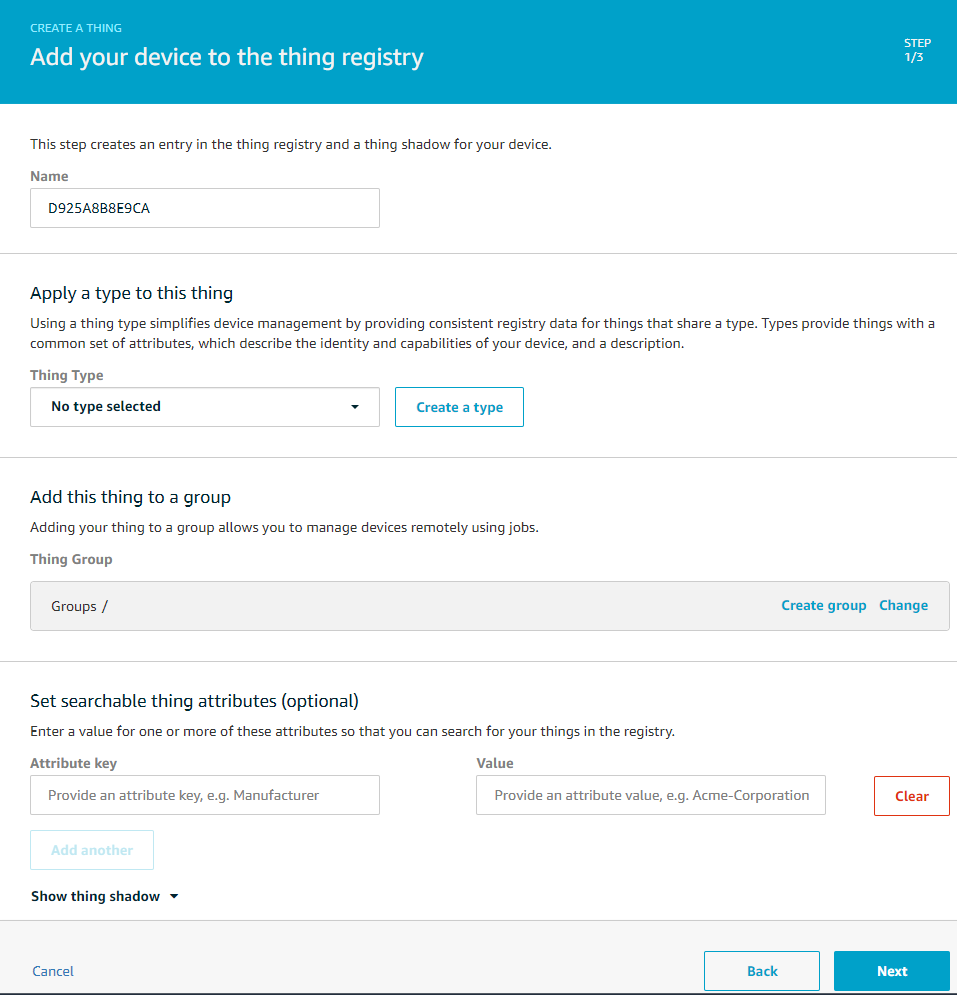 CREATE A THING
Add your device to the thing registry
STEP
1/3
This step creates an entry in the thing registry and a thing shadow for your device.
Name
D925A8B8E9CA
Apply a type to this thing
Using a thing type simplifies device management by providing consistent registry data for things that share a type. Types provide things with a
common set of attributes, which describe the identity and capabilities of your device, and a description.
Thing Type
No type selected
Create a type
Add this thing to a group
Adding your thing to a group allows you to manage devices remotely using jobs.
Thing Group
Groups /
Create group Change
Set searchable thing attributes (optional)
Enter a value for one or more of these attributes so that you can search for your things in the registry.
Attribute key
Value
Provide an attribute key, e.g. Manufacturer
Provide an attribute value, e.g. Acme-Corporation
Clear
Add another
Show thing shadow
Cancel
Back
Next